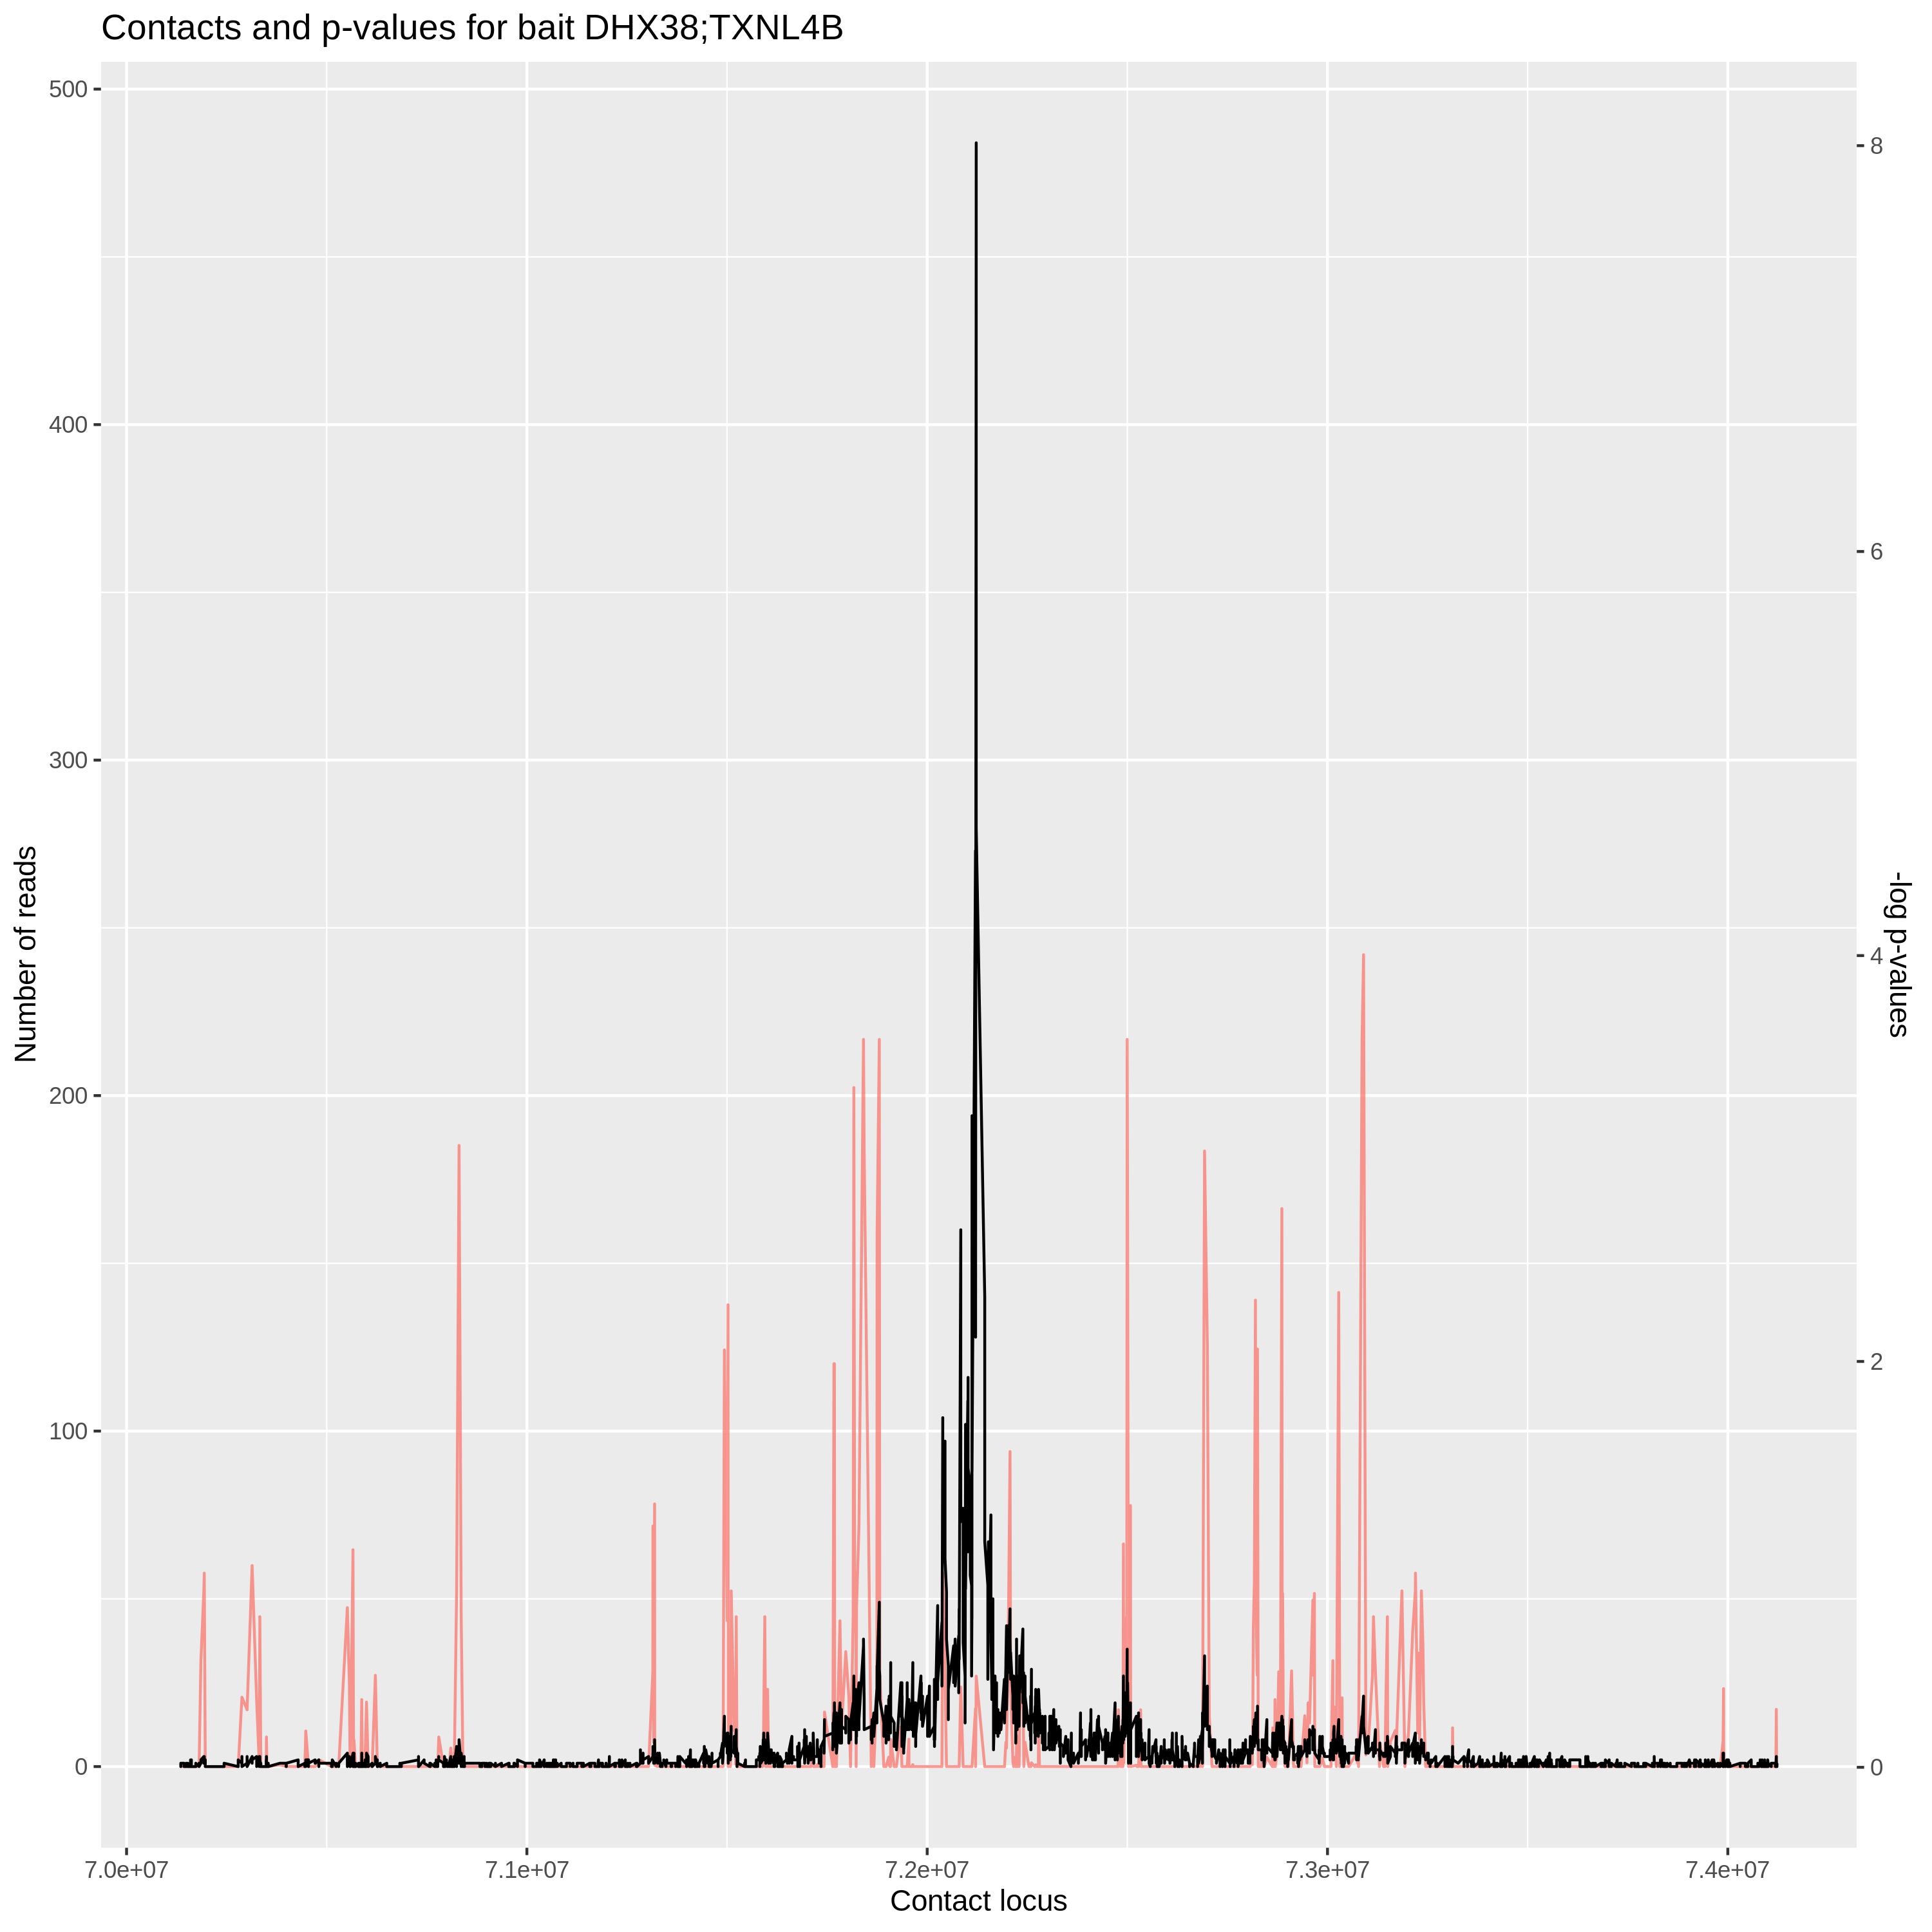 Contacts and p-values for bait DHX38;TXNL4B
500
400
300
200
100
0
Number of reads
8
6
4
2
0
-log p-values
7.0e+07
7.1e+07
7.2e+07
7.3e+07
7.4e+07
Contact locus